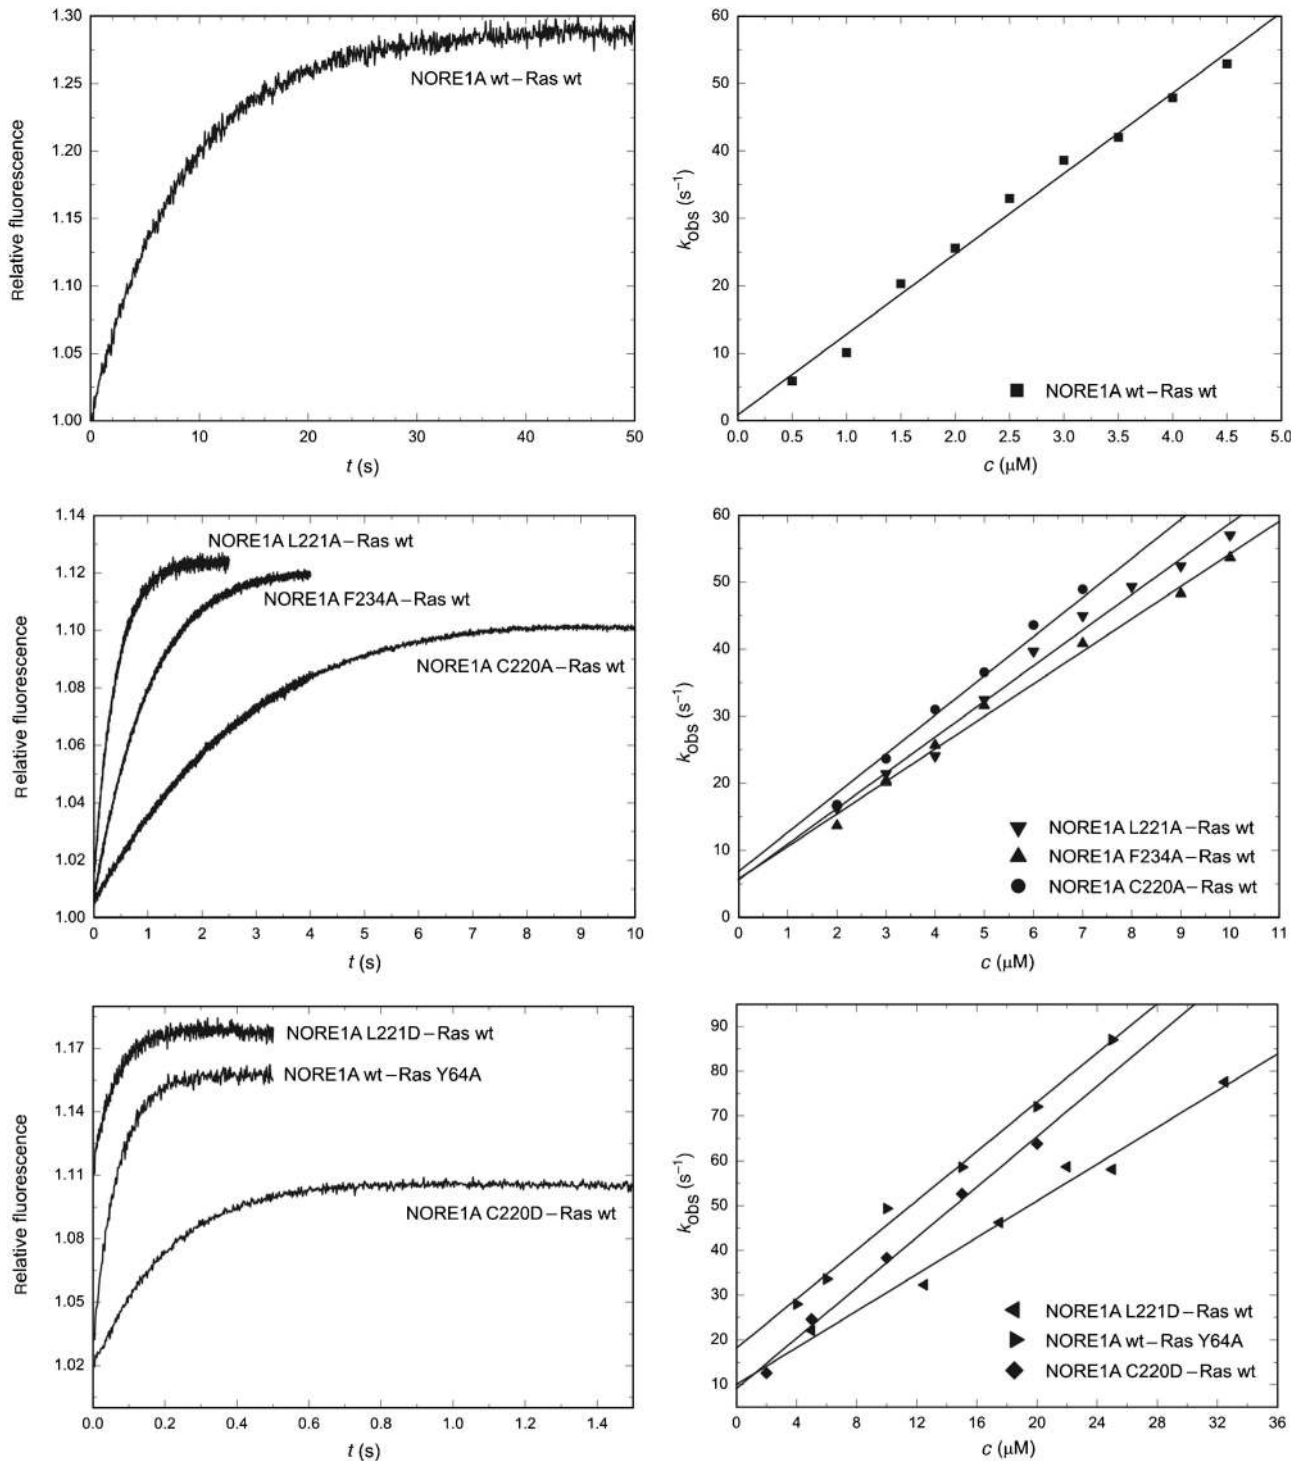 1.30
1.25
1.20
1.15
1.10
1.05
1.00
Relative fluorescence
NORE1A wt–Ras wt
0 10 20 30 40 50
t (s)
60
50
40
30
20
10
0
kobs (s⁻¹)
NORE1A wt–Ras wt
0.0 0.5 1.0 1.5 2.0 2.5 3.0 3.5 4.0 4.5 5.0
c (μM)
1.14
1.12
1.10
1.08
1.06
1.04
1.02
1.00
Relative fluorescence
NORE1A L221A–Ras wt
NORE1A F234A–Ras wt
NORE1A C220A–Ras wt
0 1 2 3 4 5 6 7 8 9 10
t (s)
60
50
40
30
20
10
0
kobs (s⁻¹)
NORE1A L221A–Ras wt
NORE1A F234A–Ras wt
NORE1A C220A–Ras wt
0 1 2 3 4 5 6 7 8 9 10 11
c (μM)
1.17
1.14
1.11
1.08
1.05
1.02
Relative fluorescence
NORE1A L221D–Ras wt
NORE1A wt–Ras Y64A
NORE1A C220D–Ras wt
0.0 0.2 0.4 0.6 0.8 1.0 1.2 1.4
t (s)
90
80
70
60
50
40
30
20
10
kobs (s⁻¹)
NORE1A L221D–Ras wt
NORE1A wt–Ras Y64A
NORE1A C220D–Ras wt
0 4 8 12 16 20 24 28 32 36
c (μM)